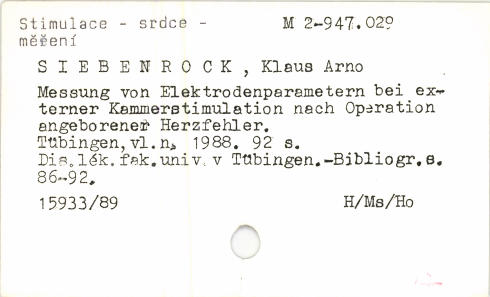 Stimulace - srdce -
měření
M 2-947.029
S I E B E N R O C K , Klaus Arno
Messung von Elektrodenparametern bei ex-
terner Kammerstimulation nach Operation
angeborener Herzfehler.
Tübingen,vl.n. 1988. 92 s.
Dis.lék.fak.univ.v Tübingen.-Bibliogr.s.
86-92.
15933/89
H/Ms/Ho